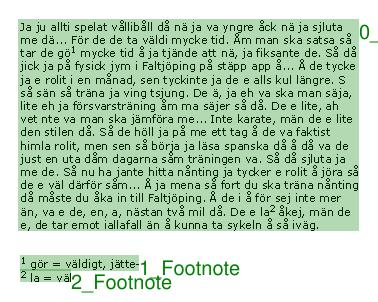 Ja ju allti spelat vållibåll då nä ja va yngre åck nä ja sjluta
me dä... För de de ta väldi mycke tid. Åm man ska satsa så
tar de gö¹ mycke tid å ja tjände att nä, ja fiksante de. Så då
jick ja på fysick jym i Faltjöping på stäpp app å... Å de tycke
ja e rolit i en månad, sen tyckinte ja de e alls kul längre. S
så sän så träna ja ving tsjung. De ä, ja eh va ska man säja,
lite eh ja försvarsträning åm ma säjer så då. De e lite, ah
vet nte va man ska jämföra me... Inte karate, män de e lite
den stilen då. Så de höll ja på me ett tag å de va faktist
himla rolit, men sen så börja ja läsa spanska då å då va de
just en uta dåm dagarna såm träningen va. Så då sjluta ja
me de. Så nu ha jante hitta nånting ja tycker e rolit å jöra så
de e väl därför såm... Å ja mena så fort du ska träna nånting
då måste du åka in till Faltjöping. Å de i å för sej inte mer
än, va e de, en, a, nästan två mil då. De e la² åkej, män de
e, de tar emot iallafall än å kunna ta sykeln å så iväg.
0_
¹ gör = väldigt, jätte-
1_Footnote
² la = väl
2_Footnote